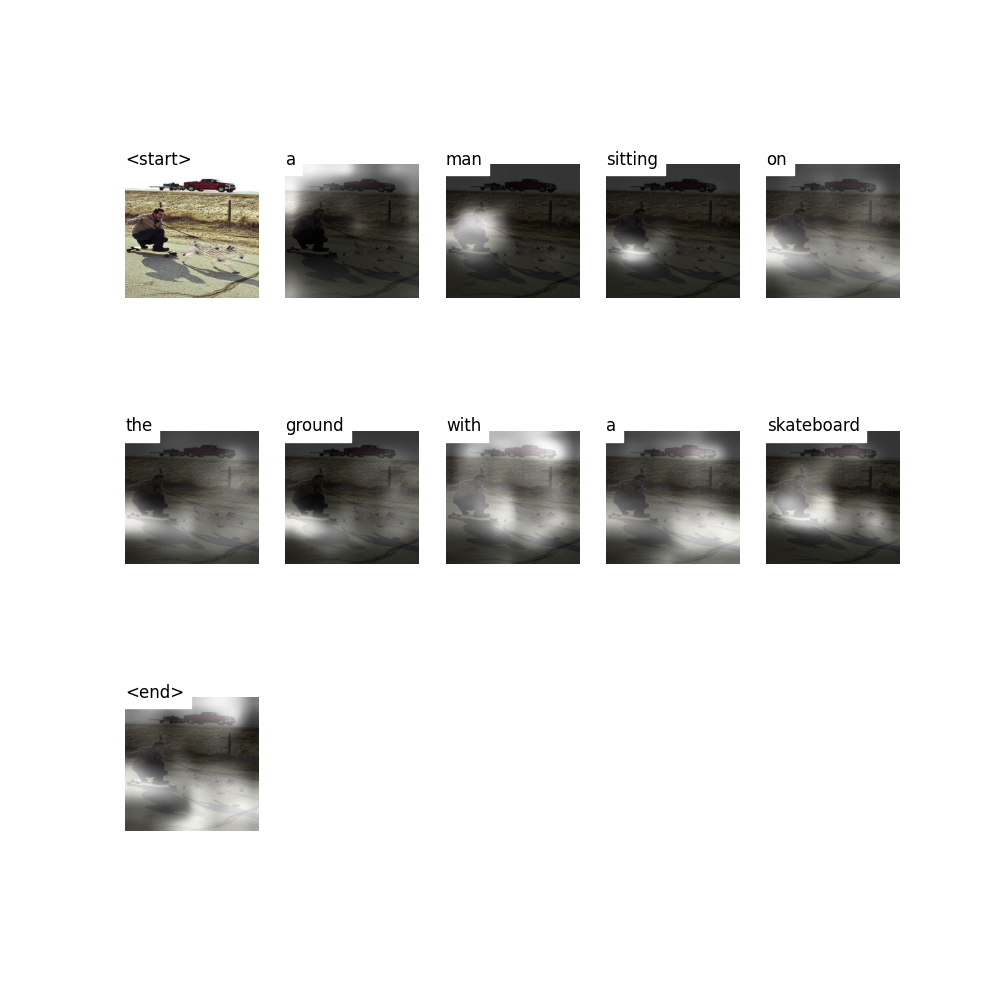 <start> a man sitting on
the ground with a skateboard
<end>